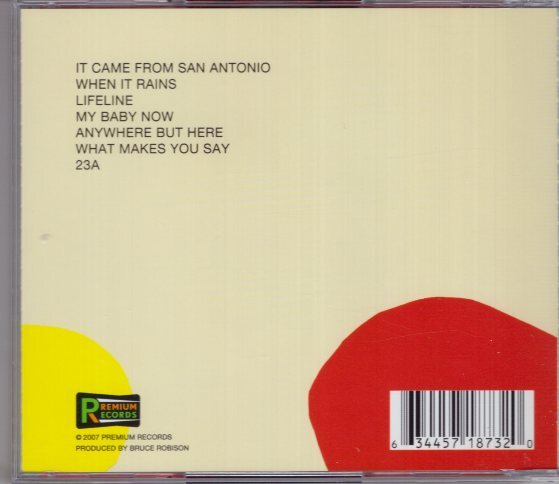 IT CAME FROM SAN ANTONIO
WHEN IT RAINS
LIFELINE
MY BABY NOW
ANYWHERE BUT HERE
WHAT MAKES YOU SAY
23A
PREMIUM
RECORDS
© 2007 PREMIUM RECORDS
PRODUCED BY BRUCE ROBISON
6 34457 18732 0